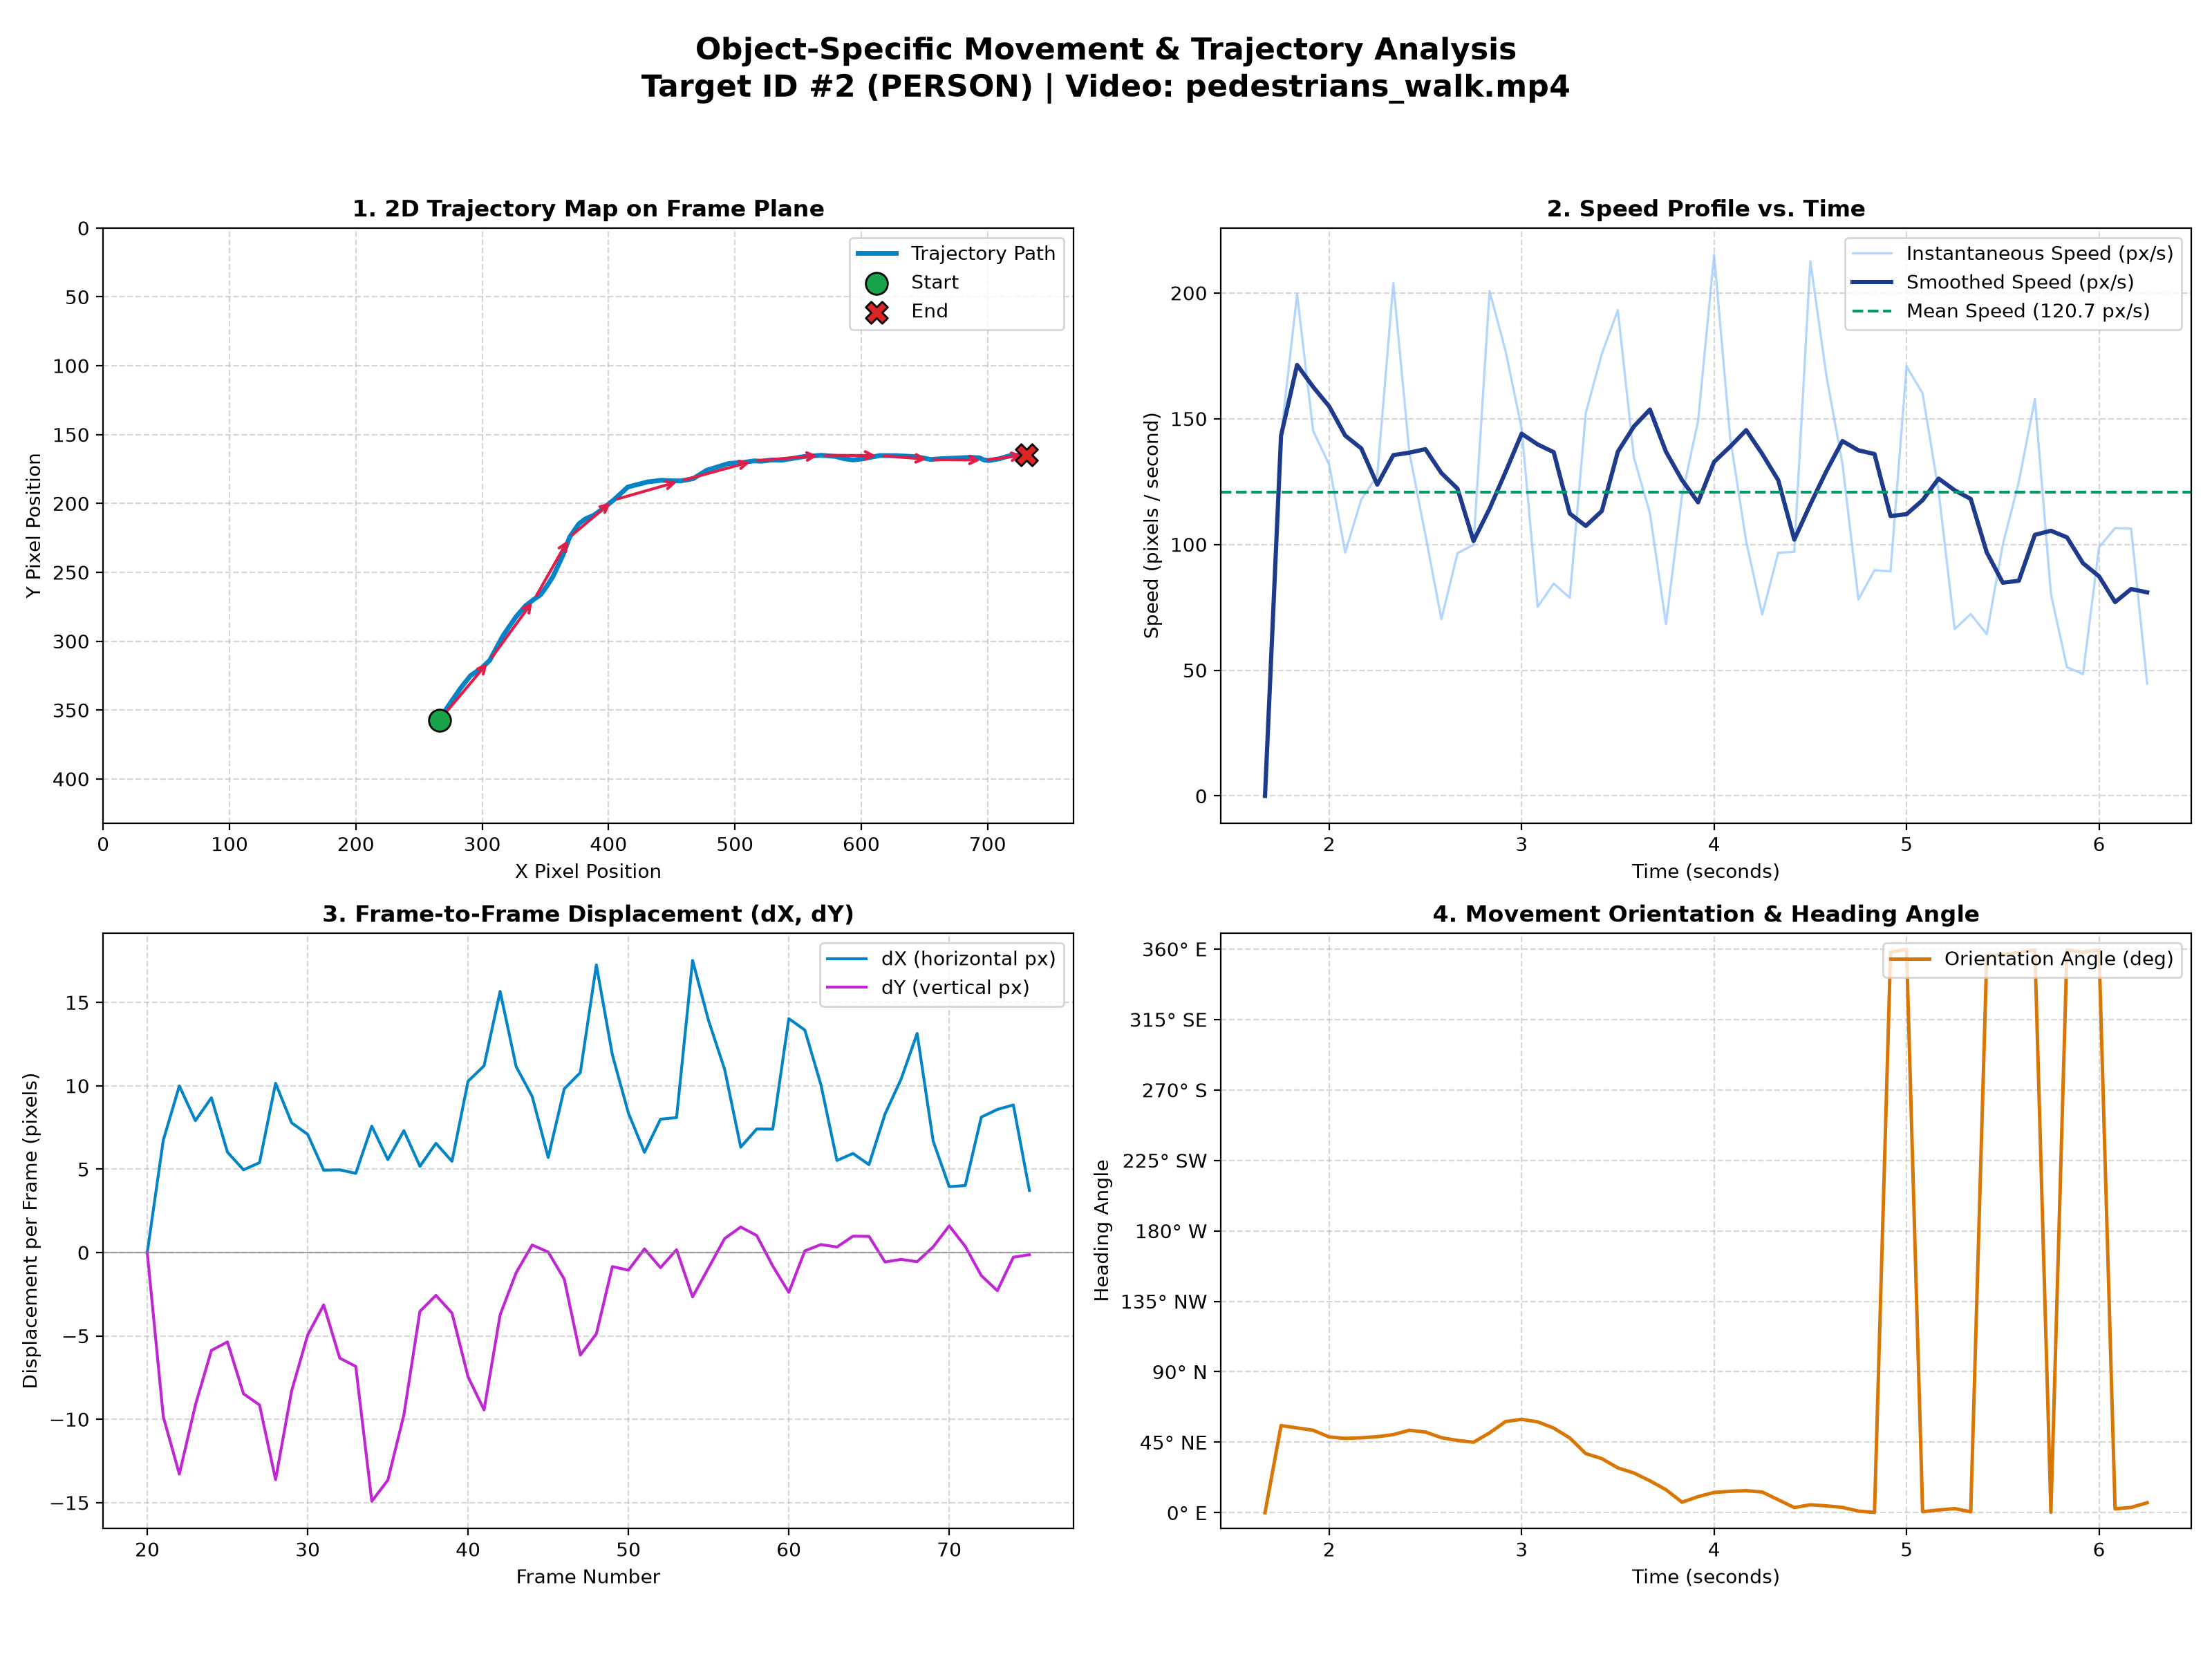 Object-Specific Movement & Trajectory Analysis
Target ID #2 (PERSON) | Video: pedestrians_walk.mp4
1. 2D Trajectory Map on Frame Plane
Trajectory Path
Start
End
0
50
100
150
200
250
300
350
400
Y Pixel Position
0 100 200 300 400 500 600 700
X Pixel Position
2. Speed Profile vs. Time
Instantaneous Speed (px/s)
Smoothed Speed (px/s)
Mean Speed (120.7 px/s)
200
150
100
50
0
Speed (pixels / second)
2 3 4 5 6
Time (seconds)
3. Frame-to-Frame Displacement (dX, dY)
dX (horizontal px)
dY (vertical px)
15
10
5
0
−5
−10
−15
Displacement per Frame (pixels)
20 30 40 50 60 70
Frame Number
4. Movement Orientation & Heading Angle
Orientation Angle (deg)
360° E
315° SE
270° S
225° SW
180° W
135° NW
90° N
45° NE
0° E
Heading Angle
2 3 4 5 6
Time (seconds)